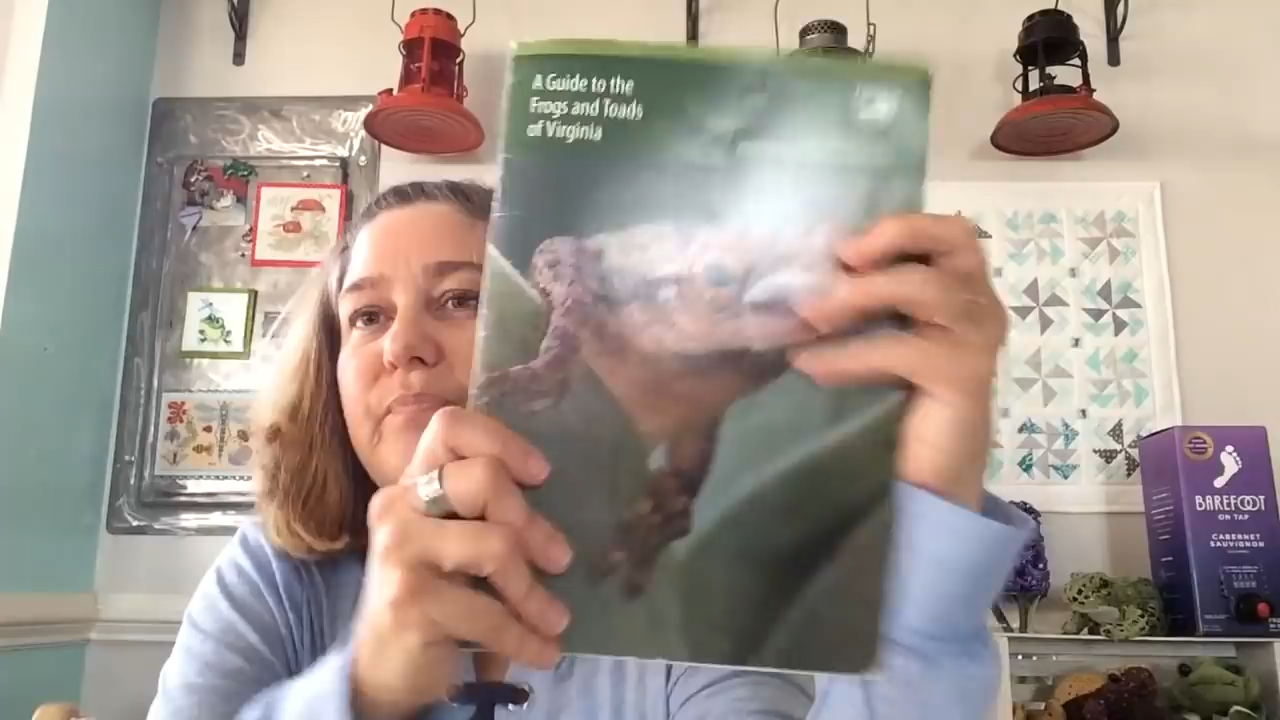 A Guide to the
Frogs and Toads
of Virginia
BAREFOOT
ON TAP
CABERNET
SAUVIGNON